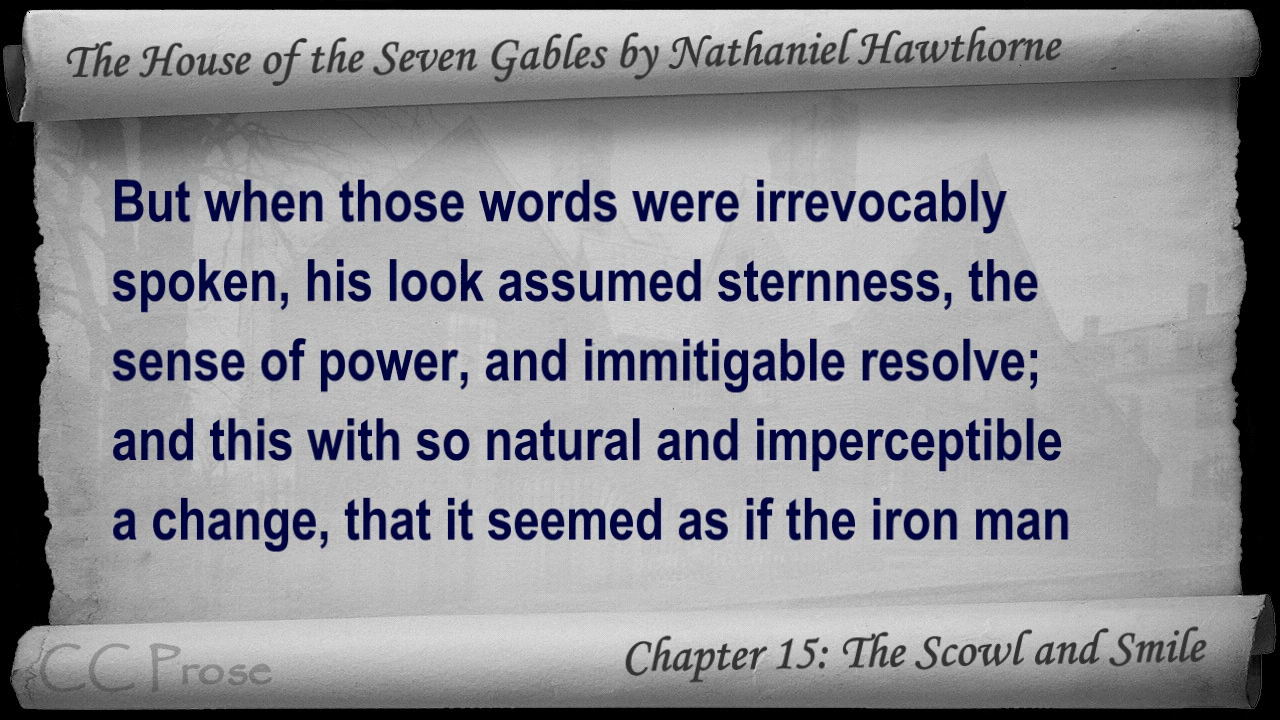 The House of the Seven Gables by Nathaniel Hawthorne
But when those words were irrevocably
spoken, his look assumed sternness, the
sense of power, and immitigable resolve;
and this with so natural and imperceptible
a change, that it seemed as if the iron man
CC Prose
Chapter 15: The Scowl and Smile